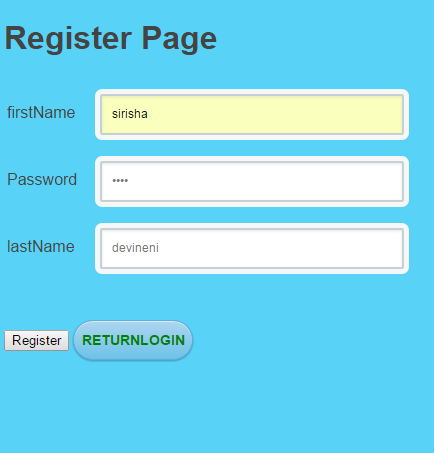 Register Page
firstName sirisha
Password ••••
lastName devineni
Register RETURNLOGIN